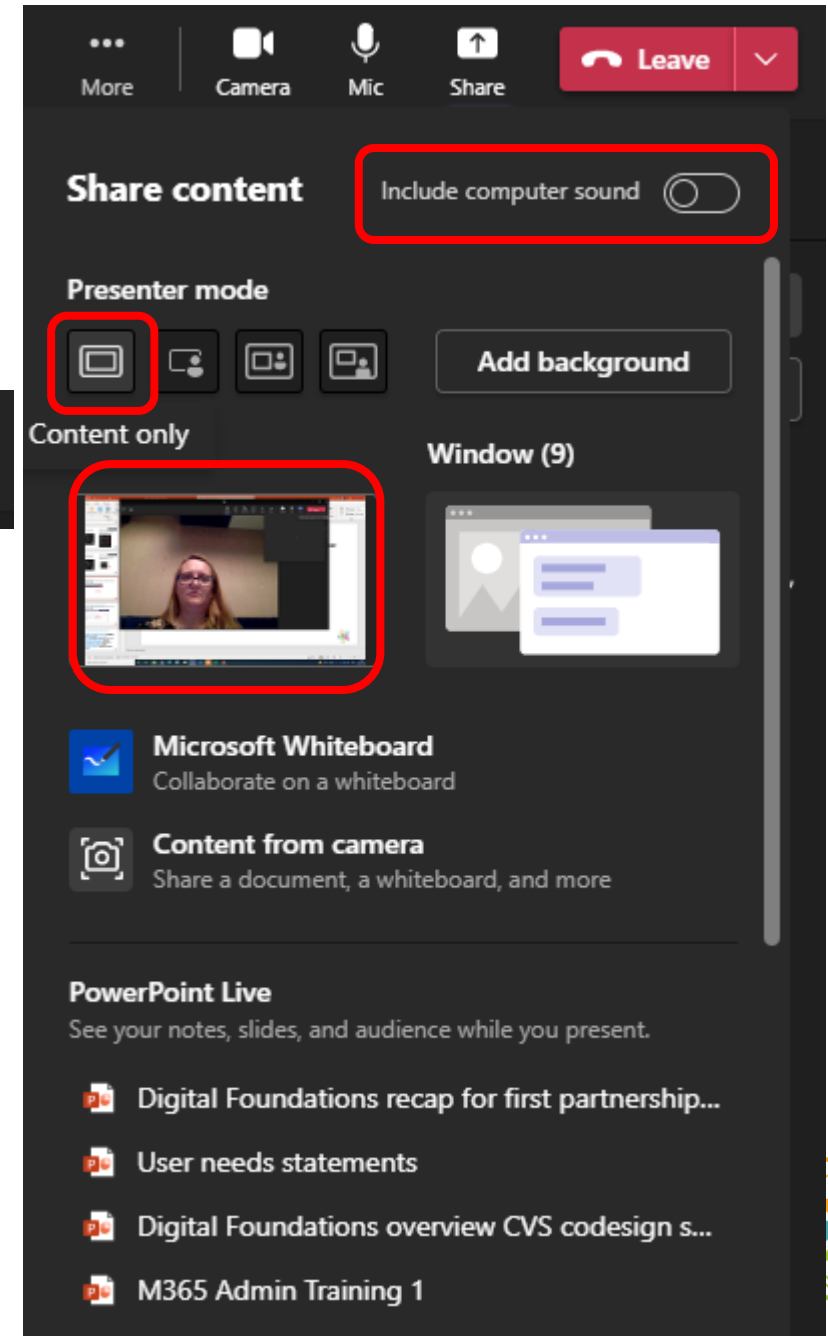 More Camera Mic Share Leave
Share content Include computer sound
Presenter mode
Add background
Content only
Window (9)
Microsoft Whiteboard
Collaborate on a whiteboard
Content from camera
Share a document, a whiteboard, and more
PowerPoint Live
See your notes, slides, and audience while you present.
Digital Foundations recap for first partnership...
User needs statements
Digital Foundations overview CVS codesign s...
M365 Admin Training 1